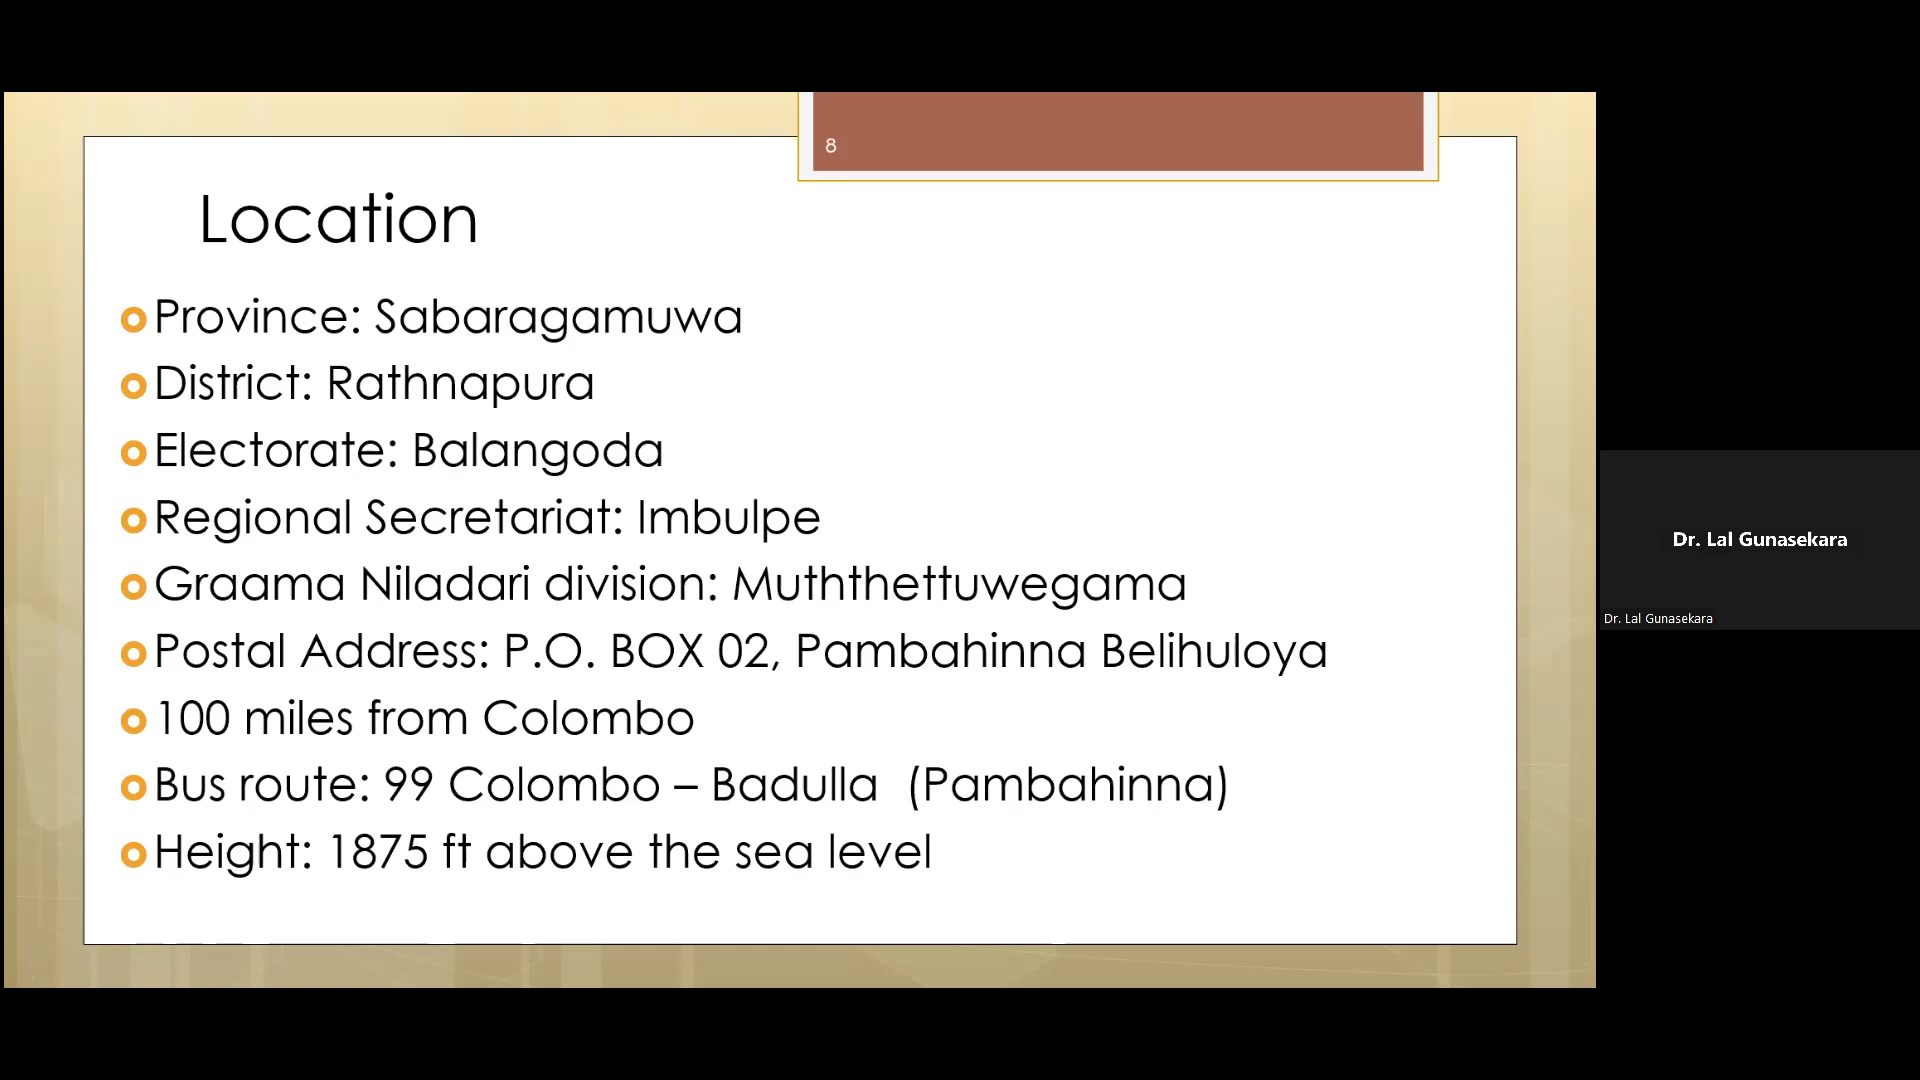 8
Location
Province: Sabaragamuwa
District: Rathnapura
Electorate: Balangoda
Regional Secretariat: Imbulpe
Graama Niladari division: Muththettuwegama
Postal Address: P.O. BOX 02, Pambahinna Belihuloya
100 miles from Colombo
Bus route: 99 Colombo – Badulla  (Pambahinna)
Height: 1875 ft above the sea level
Dr. Lal Gunasekara
Dr. Lal Gunasekara